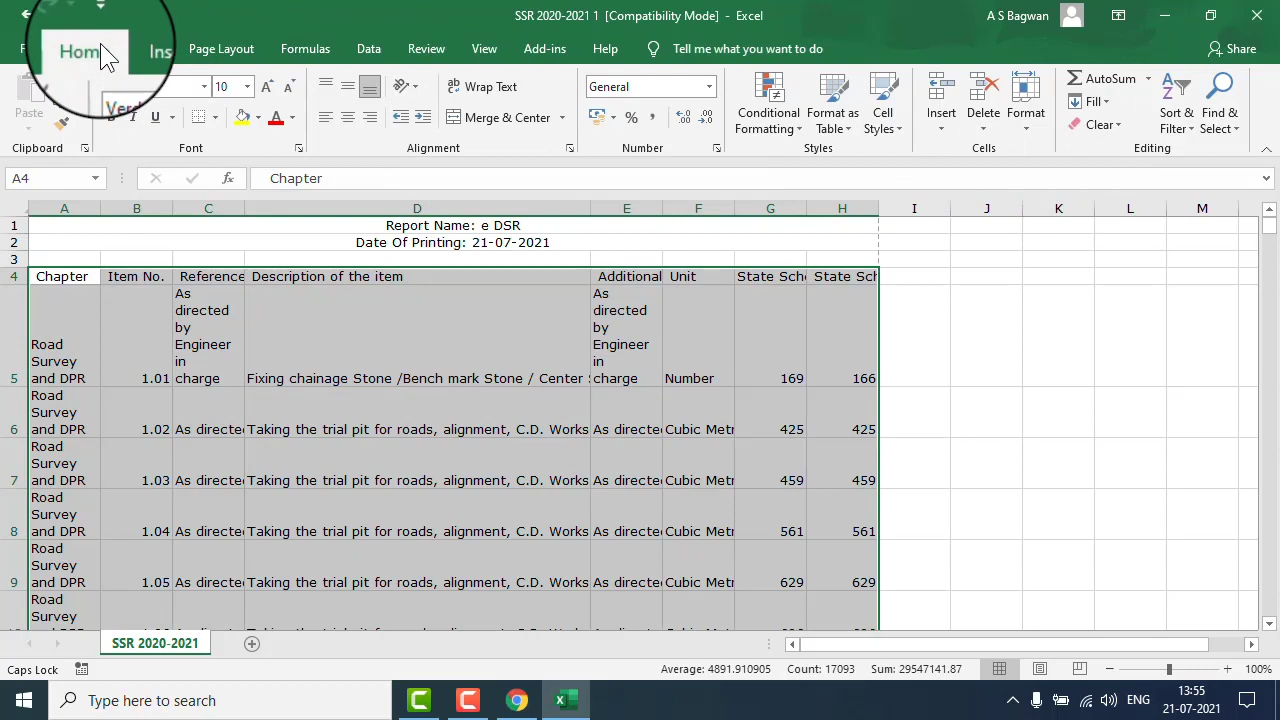 SSR 2020-2021 1 [Compatibility Mode] - Excel
A S Bagwan
Hom
Ins
Page Layout
Formulas
Data
Review
View
Add-ins
Help
Tell me what you want to do
Share
Paste
Verd
10
Wrap Text
Merge & Center
General
Conditional Formatting
Format as Table
Cell Styles
Insert
Delete
Format
AutoSum
Fill
Clear
Sort & Filter
Find & Select
Clipboard
Font
Alignment
Number
Styles
Cells
Editing
A4
Chapter
A B C D E F G H I J K L M
1 Report Name: e DSR
2 Date Of Printing: 21-07-2021
3
4 Chapter Item No. Reference Description of the item Additional Unit State Sche State Sch
5 Road Survey and DPR 1.01 As directed by Engineer in charge Fixing chainage Stone /Bench mark Stone / Center As directed by Engineer in charge Number 169 166
6 Road Survey and DPR 1.02 As directe Taking the trial pit for roads, alignment, C.D. Works As directe Cubic Metr 425 425
7 Road Survey and DPR 1.03 As directe Taking the trial pit for roads, alignment, C.D. Works As directe Cubic Metr 459 459
8 Road Survey and DPR 1.04 As directe Taking the trial pit for roads, alignment, C.D. Works As directe Cubic Metr 561 561
9 Road Survey and DPR 1.05 As directe Taking the trial pit for roads, alignment, C.D. Works As directe Cubic Metr 629 629
Road Survey
SSR 2020-2021
Caps Lock
Average: 4891.910905 Count: 17093 Sum: 29547141.87
100%
Type here to search
ENG
13:55
21-07-2021